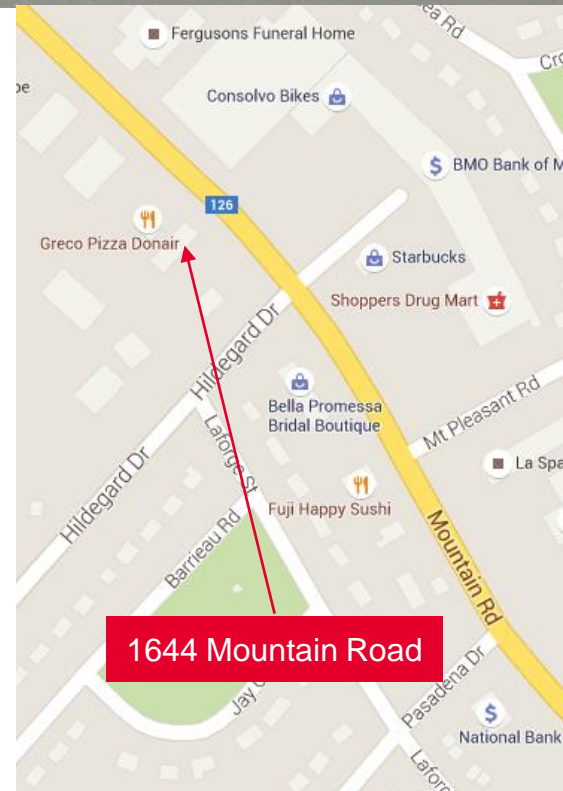 Fergusons Funeral Home
Consolvo Bikes
$ BMO Bank of M
126
Greco Pizza Donair
Starbucks
Shoppers Drug Mart
Hildegard Dr
Bella Promessa
Bridal Boutique
Mt Pleasant Rd
Laforge St
La Spa
Hildegard Dr
Fuji Happy Sushi
Barrieau Rd
Mountain Rd
1644 Mountain Road
Jay
Pasadena Dr
$
National Bank